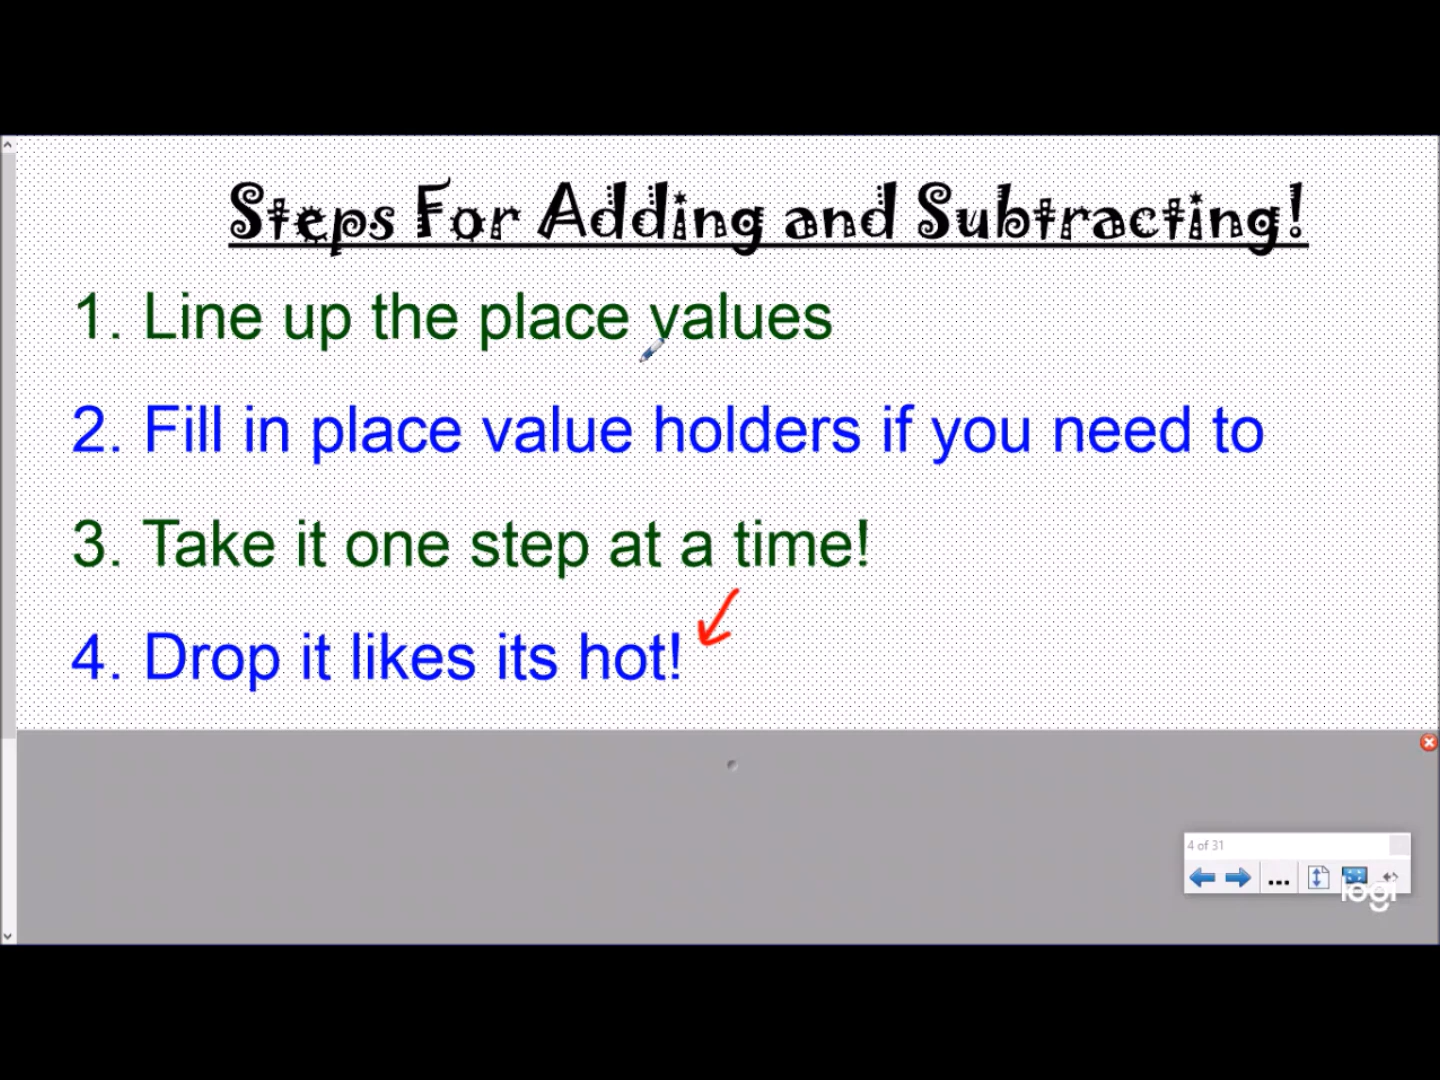 Steps For Adding and Subtracting!
1. Line up the place values
2. Fill in place value holders if you need to
3. Take it one step at a time!
4. Drop it likes its hot!
4 of 31
logi